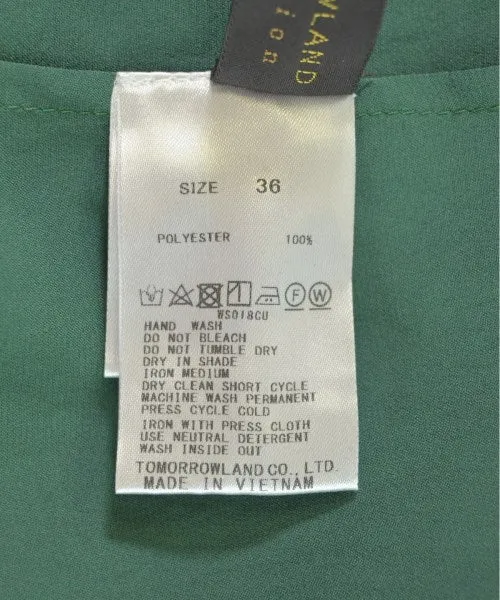 WLAND
ion
SIZE 36
POLYESTER 100%
F W
WS018CU
HAND WASH
DO NOT BLEACH
DO NOT TUMBLE DRY
DRY IN SHADE
IRON MEDIUM
DRY CLEAN SHORT CYCLE
MACHINE WASH PERMANENT
PRESS CYCLE COLD
IRON WITH PRESS CLOTH
USE NEUTRAL DETERGENT
WASH INSIDE OUT
TOMORROWLAND CO., LTD.
MADE IN VIETNAM